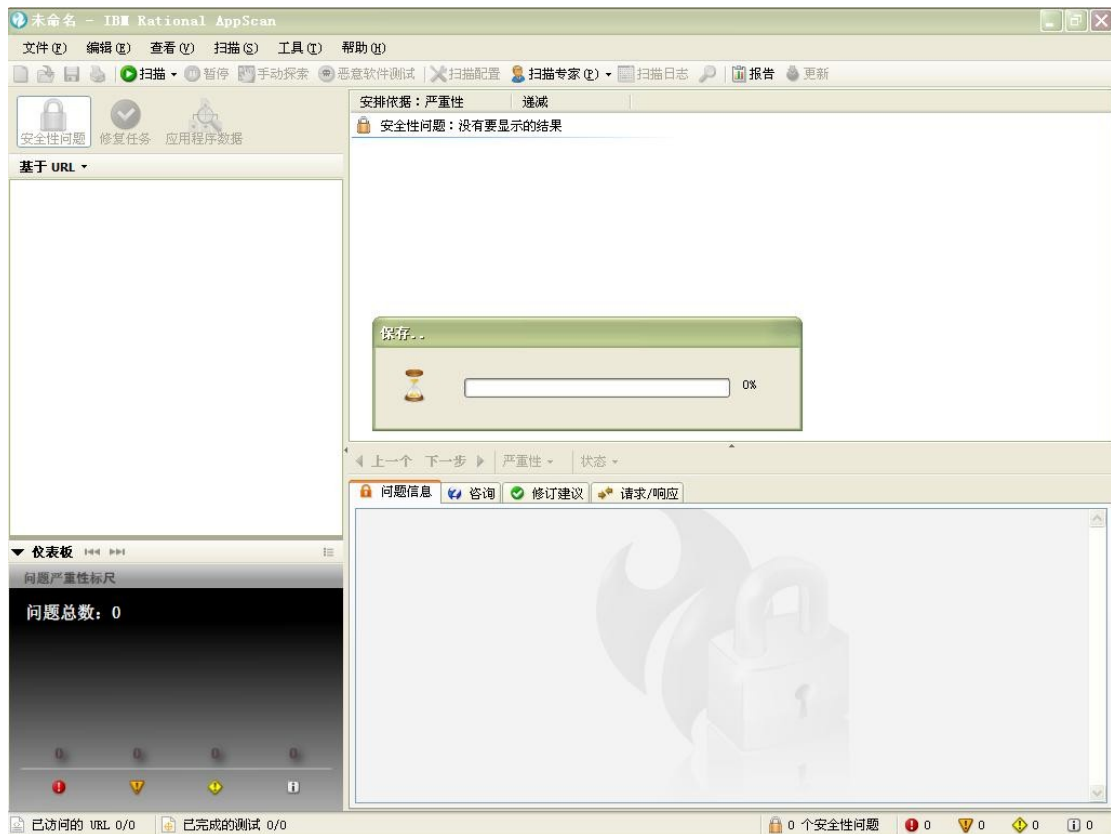 未命名 - IBM Rational AppScan
文件(F) 编辑(E) 查看(V) 扫描(S) 工具(T) 帮助(H)
扫描 暂停 手动探索 恶意软件测试 扫描配置 扫描专家(P) 扫描日志 报告 更新
安全性问题 修复任务 应用程序数据
安排依据：严重性 递减
安全性问题：没有要显示的结果
基于 URL
保存..
0%
上一个 下一步 严重性 状态
问题信息 咨询 修订建议 请求/响应
仪表板
问题严重性标尺
问题总数: 0
0 0 0 0
已访问的 URL 0/0 已完成的测试 0/0 0 个安全性问题 0 0 0 0